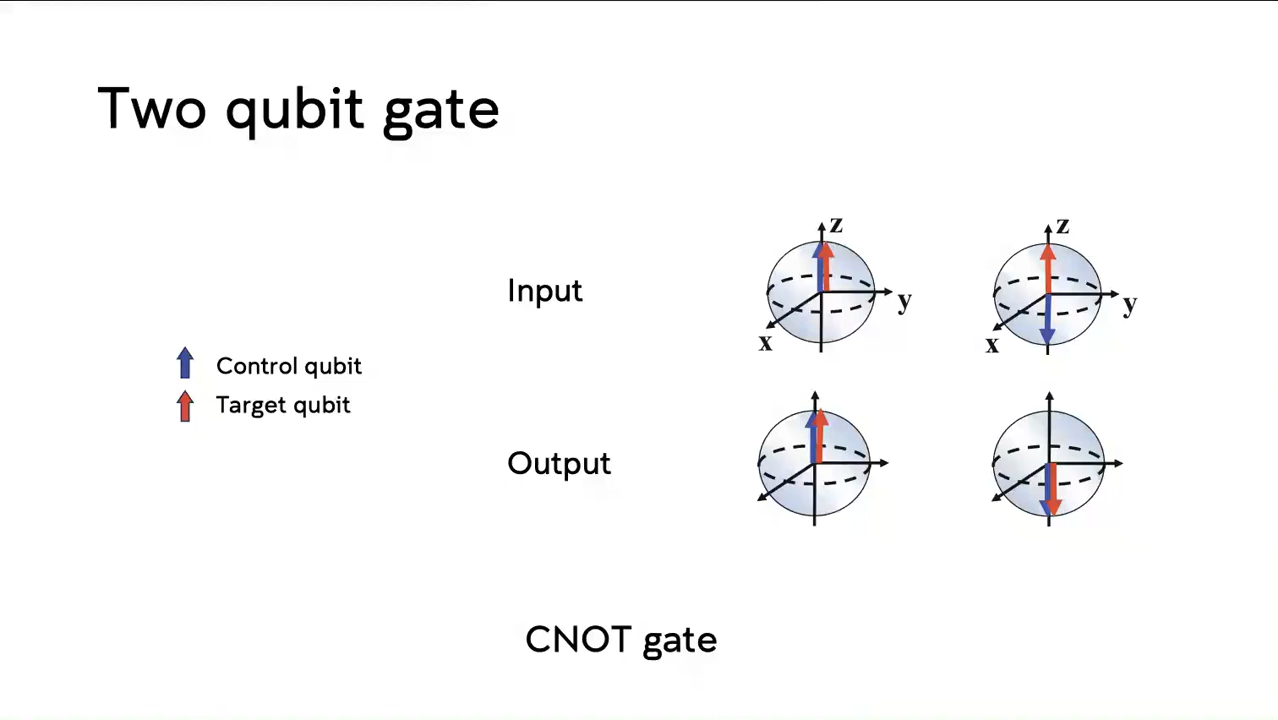 Two qubit gate
Input
z
y
x
z
y
x
Control qubit
Target qubit
Output
CNOT gate